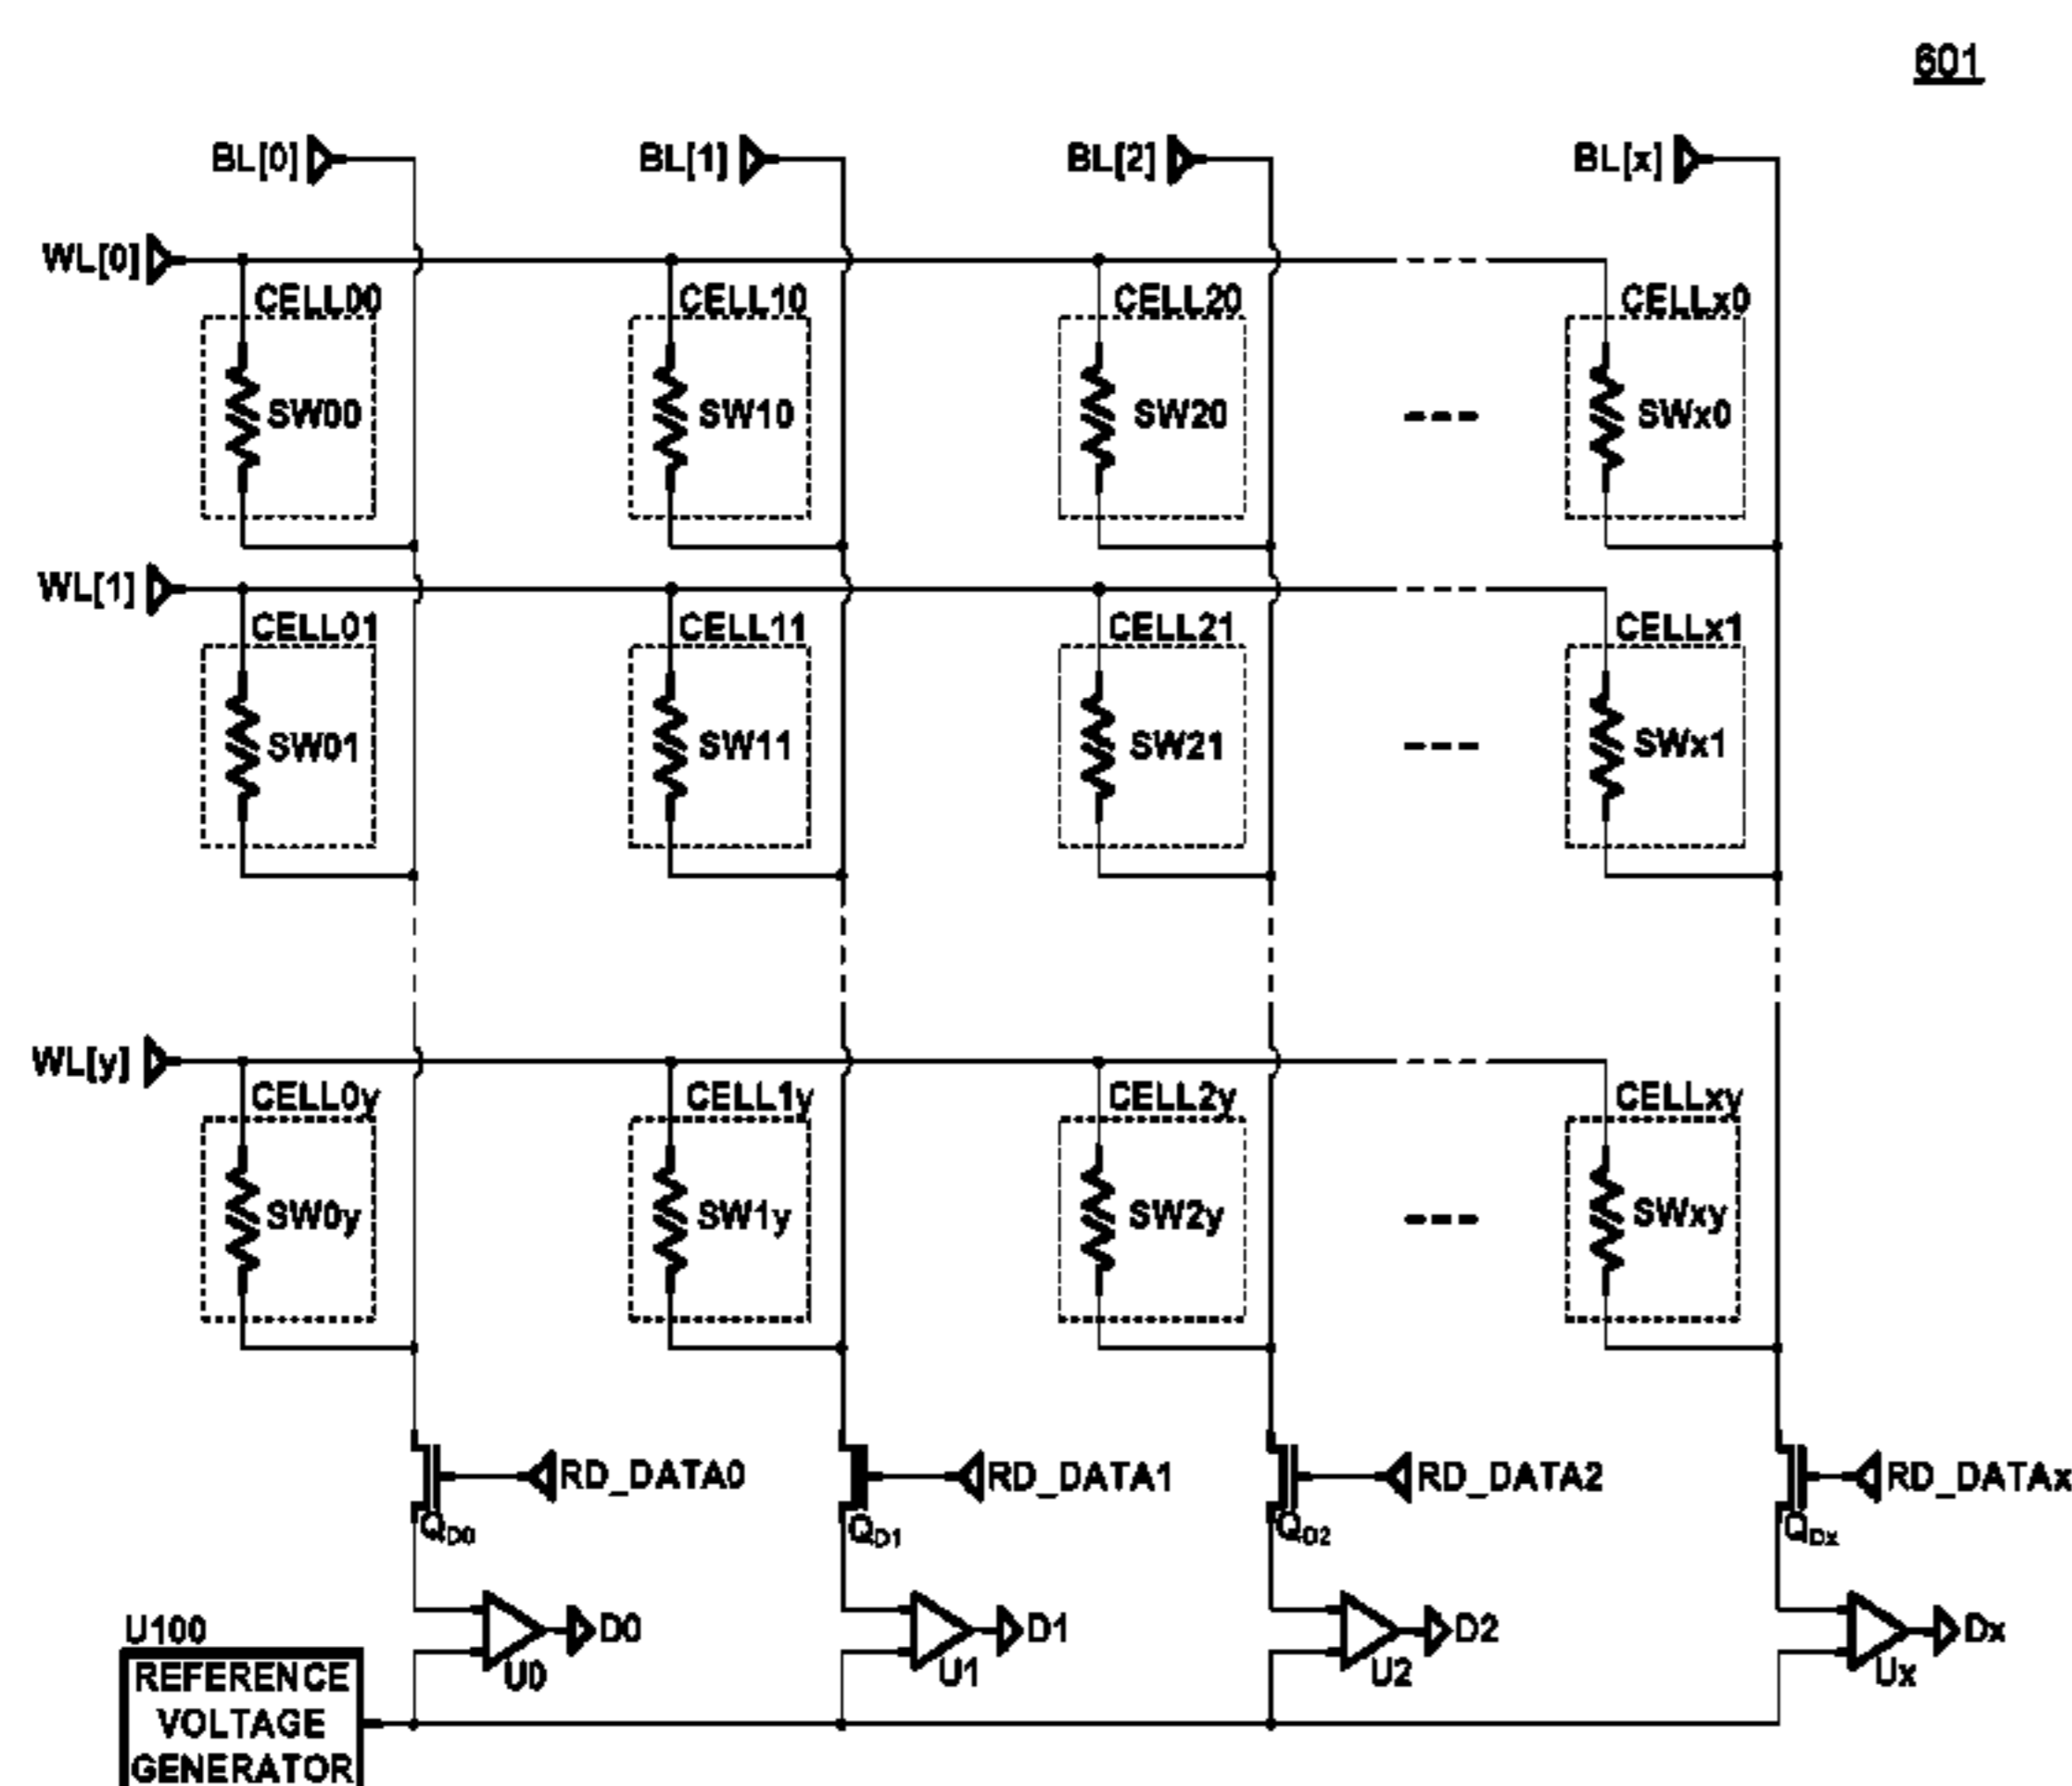 601
BL[0] BL[1] BL[2] BL[x]
WL[0]
CELL00 CELL10 CELL20 CELLx0
SW00 SW10 SW20 SWx0
WL[1]
CELL01 CELL11 CELL21 CELLx1
SW01 SW11 SW21 SWx1
WL[y]
CELL0y CELL1y CELL2y CELLxy
SW0y SW1y SW2y SWxy
RD_DATA0 RD_DATA1 RD_DATA2 RD_DATAx
QD0 QD1 QD2 QDx
D0 D1 D2 Dx
U0 U1 U2 Ux
U100
REFERENCE
VOLTAGE
GENERATOR